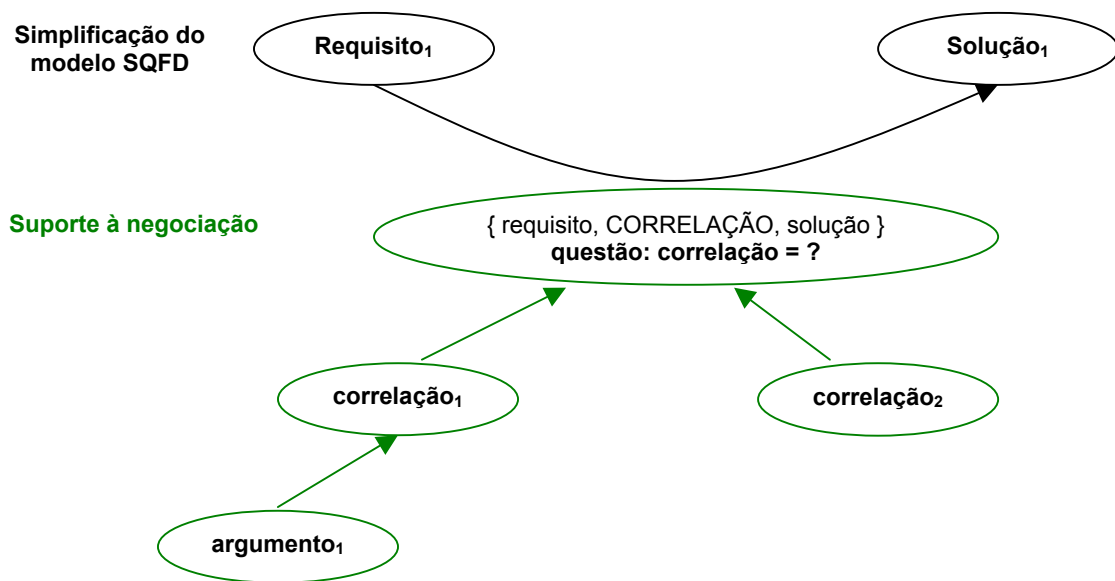 Simplificação do
modelo SQFD
Requisito₁
Solução₁
Suporte à negociação
{ requisito, CORRELAÇÃO, solução }
questão: correlação = ?
correlação₁
correlação₂
argumento₁